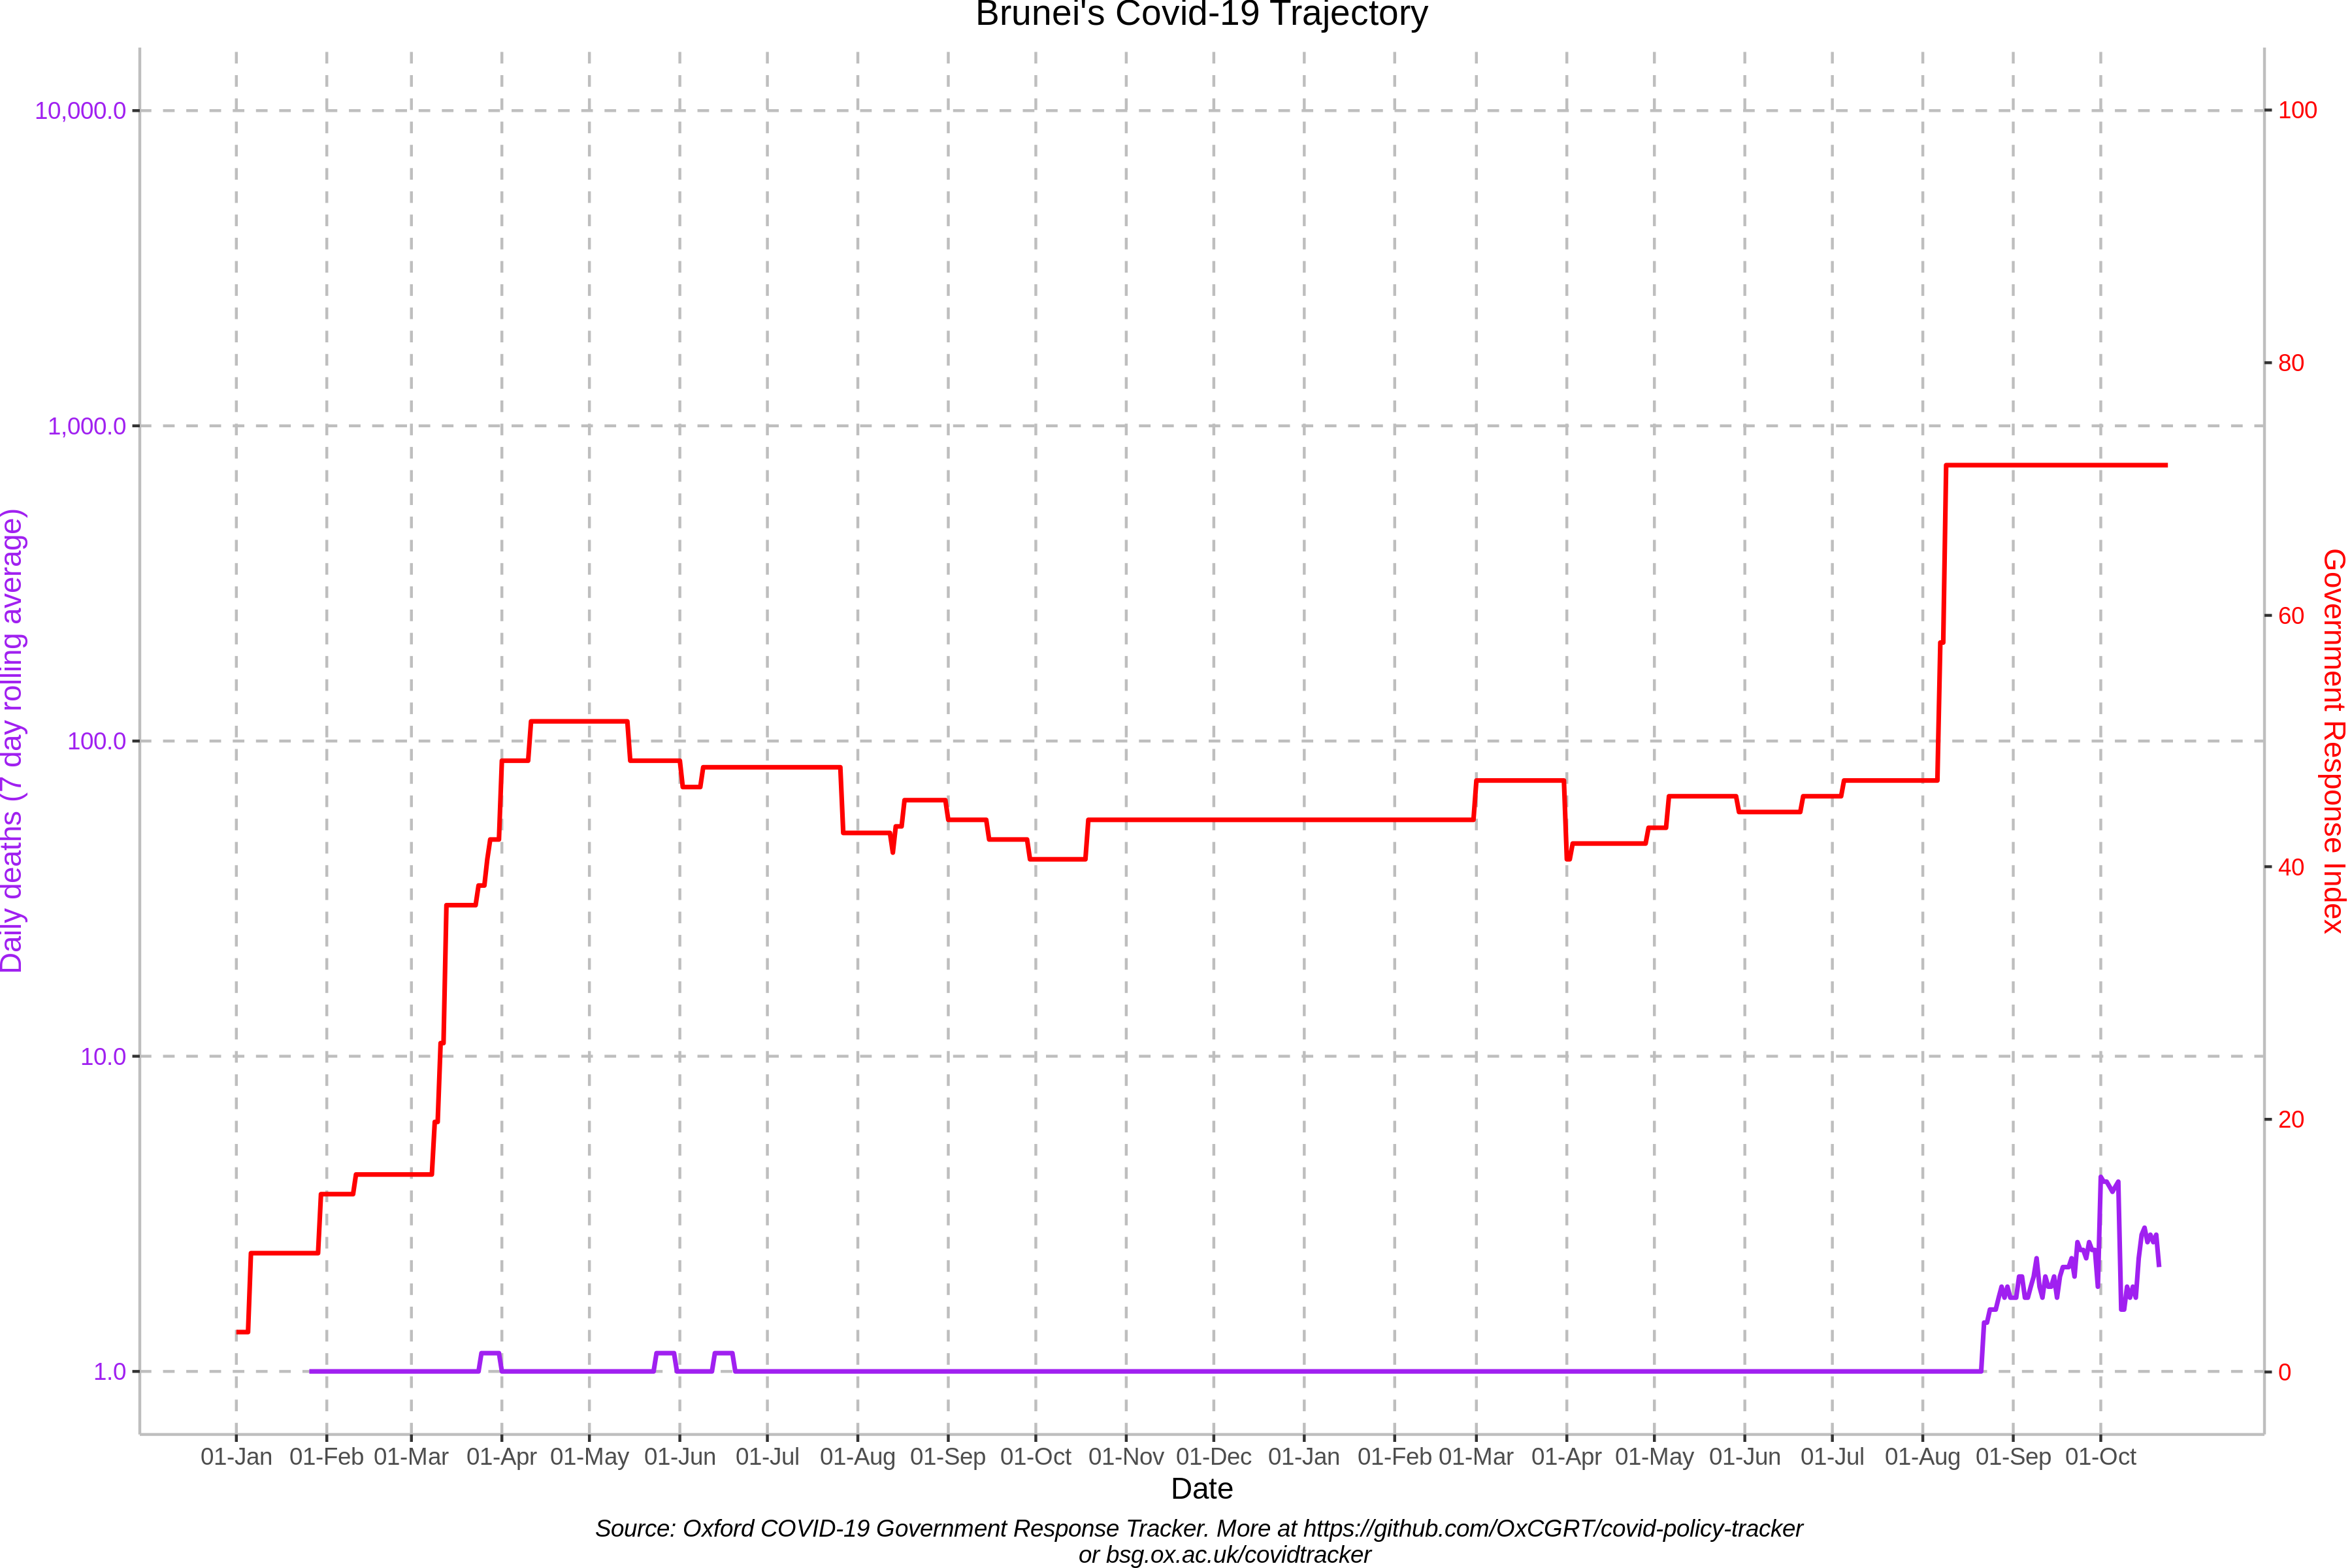 Brunei's Covid-19 Trajectory
10,000.0
1,000.0
100.0
10.0
1.0
Daily deaths (7 day rolling average)
100
80
60
40
20
0
Government Response Index
01-Jan 01-Feb 01-Mar 01-Apr 01-May 01-Jun 01-Jul 01-Aug 01-Sep 01-Oct 01-Nov 01-Dec 01-Jan 01-Feb 01-Mar 01-Apr 01-May 01-Jun 01-Jul 01-Aug 01-Sep 01-Oct
Date
Source: Oxford COVID-19 Government Response Tracker. More at https://github.com/OxCGRT/covid-policy-tracker
or bsg.ox.ac.uk/covidtracker